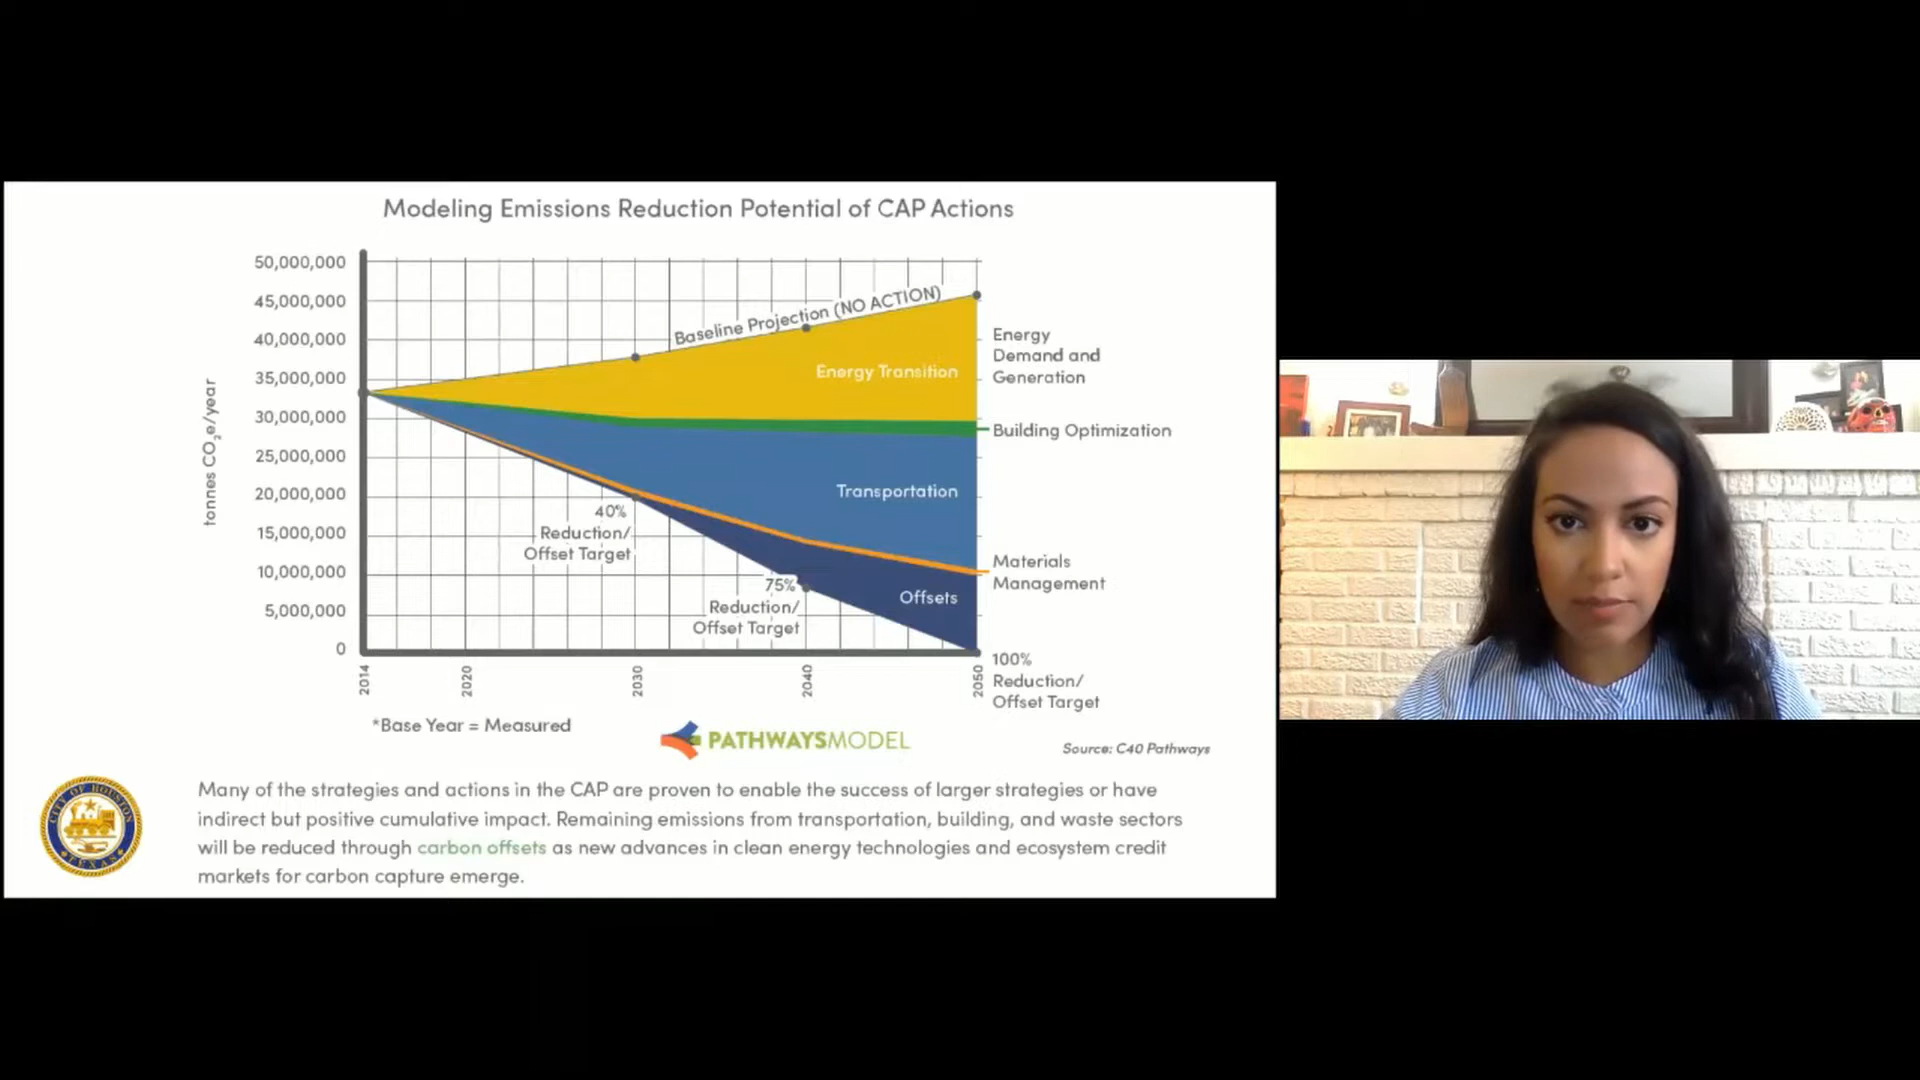 Modeling Emissions Reduction Potential of CAP Actions
50,000,000
45,000,000
40,000,000
35,000,000
30,000,000
25,000,000
20,000,000
15,000,000
10,000,000
5,000,000
0
tonnes CO₂e/year
2014
2020
2030
2040
2050
Baseline Projection (NO ACTION)
Energy Transition
Transportation
Offsets
40%
Reduction/
Offset Target
75%
Reduction/
Offset Target
Energy
Demand and
Generation
Building Optimization
Materials
Management
100%
Reduction/
Offset Target
*Base Year = Measured
PATHWAYSMODEL
Source: C40 Pathways
CITY OF HOUSTON
TEXAS
Many of the strategies and actions in the CAP are proven to enable the success of larger strategies or have
indirect but positive cumulative impact. Remaining emissions from transportation, building, and waste sectors
will be reduced through carbon offsets as new advances in clean energy technologies and ecosystem credit
markets for carbon capture emerge.